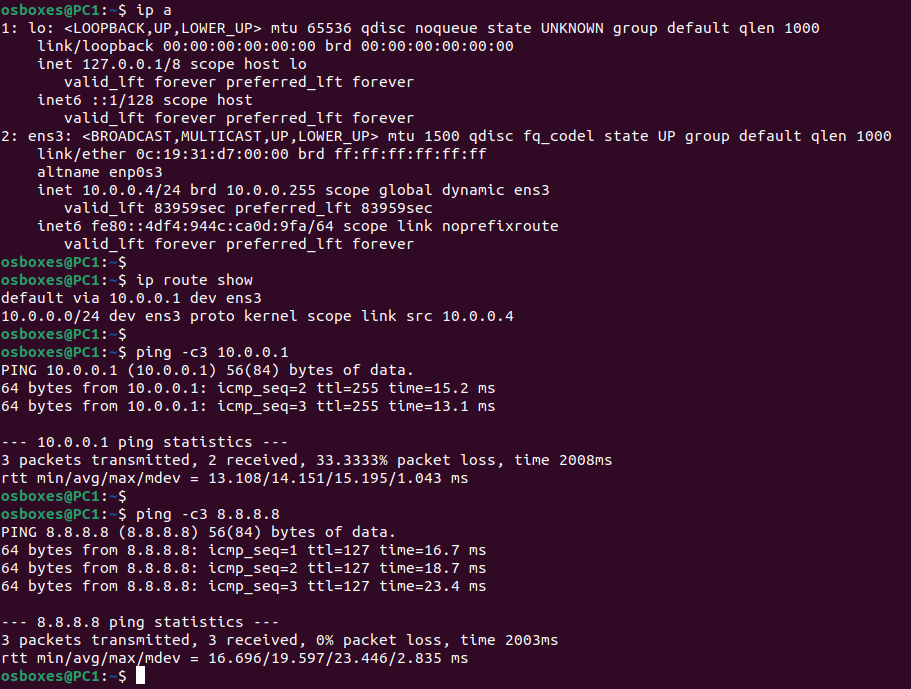 osboxes@PC1:~$ ip a
1: lo: <LOOPBACK,UP,LOWER_UP> mtu 65536 qdisc noqueue state UNKNOWN group default qlen 1000
    link/loopback 00:00:00:00:00:00 brd 00:00:00:00:00:00
    inet 127.0.0.1/8 scope host lo
       valid_lft forever preferred_lft forever
    inet6 ::1/128 scope host
       valid_lft forever preferred_lft forever
2: ens3: <BROADCAST,MULTICAST,UP,LOWER_UP> mtu 1500 qdisc fq_codel state UP group default qlen 1000
    link/ether 0c:19:31:d7:00:00 brd ff:ff:ff:ff:ff:ff
    altname enp0s3
    inet 10.0.0.4/24 brd 10.0.0.255 scope global dynamic ens3
       valid_lft 83959sec preferred_lft 83959sec
    inet6 fe80::4df4:944c:ca0d:9fa/64 scope link noprefixroute
       valid_lft forever preferred_lft forever
osboxes@PC1:~$
osboxes@PC1:~$ ip route show
default via 10.0.0.1 dev ens3
10.0.0.0/24 dev ens3 proto kernel scope link src 10.0.0.4
osboxes@PC1:~$
osboxes@PC1:~$ ping -c3 10.0.0.1
PING 10.0.0.1 (10.0.0.1) 56(84) bytes of data.
64 bytes from 10.0.0.1: icmp_seq=2 ttl=255 time=15.2 ms
64 bytes from 10.0.0.1: icmp_seq=3 ttl=255 time=13.1 ms

--- 10.0.0.1 ping statistics ---
3 packets transmitted, 2 received, 33.3333% packet loss, time 2008ms
rtt min/avg/max/mdev = 13.108/14.151/15.195/1.043 ms
osboxes@PC1:~$
osboxes@PC1:~$ ping -c3 8.8.8.8
PING 8.8.8.8 (8.8.8.8) 56(84) bytes of data.
64 bytes from 8.8.8.8: icmp_seq=1 ttl=127 time=16.7 ms
64 bytes from 8.8.8.8: icmp_seq=2 ttl=127 time=18.7 ms
64 bytes from 8.8.8.8: icmp_seq=3 ttl=127 time=23.4 ms

--- 8.8.8.8 ping statistics ---
3 packets transmitted, 3 received, 0% packet loss, time 2003ms
rtt min/avg/max/mdev = 16.696/19.597/23.446/2.835 ms
osboxes@PC1:~$